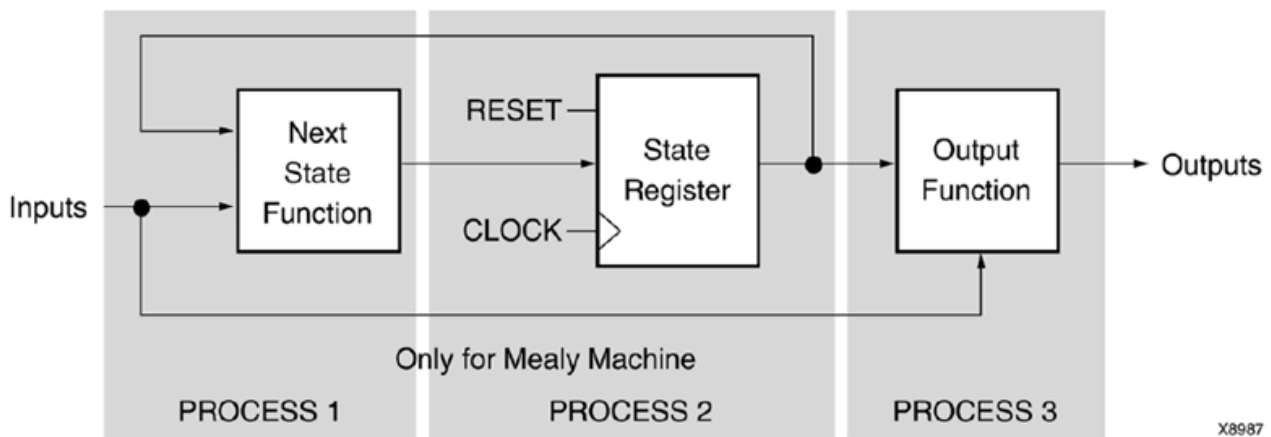 Inputs
Next
State
Function
RESET
CLOCK
State
Register
Output
Function
Outputs
Only for Mealy Machine
PROCESS 1
PROCESS 2
PROCESS 3
X8987